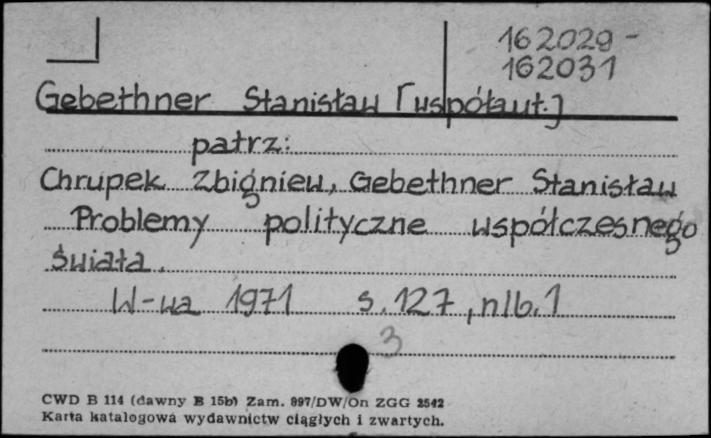 162029 -
162031
Gebethner Stanisław [współaut.]
patrz:
Chrupek Zbigniew, Gebethner Stanisław
Problemy polityczne współczesnego
świata.
W-wa 1971 s. 127, nlb. 1
3
CWD B 114 (dawny B 15b) Zam. 897/DW/On ZGG 2542
Karta katalogowa wydawnictw ciągłych i zwartych.